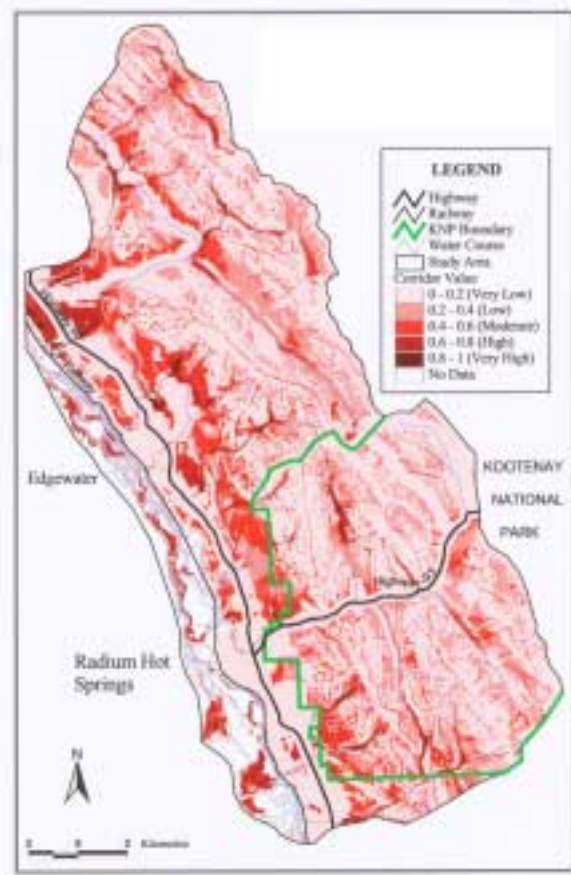 LEGEND
Highway
Railway
KNP Boundary
Water Course
Study Area
Corridor Value
0 - 0.2 (Very Low)
0.2 - 0.4 (Low)
0.4 - 0.6 (Moderate)
0.6 - 0.8 (High)
0.8 - 1 (Very High)
No Data
KOOTENAY
NATIONAL
PARK
Edgewater
Highway
Radium Hot
Springs
N
Kilometers